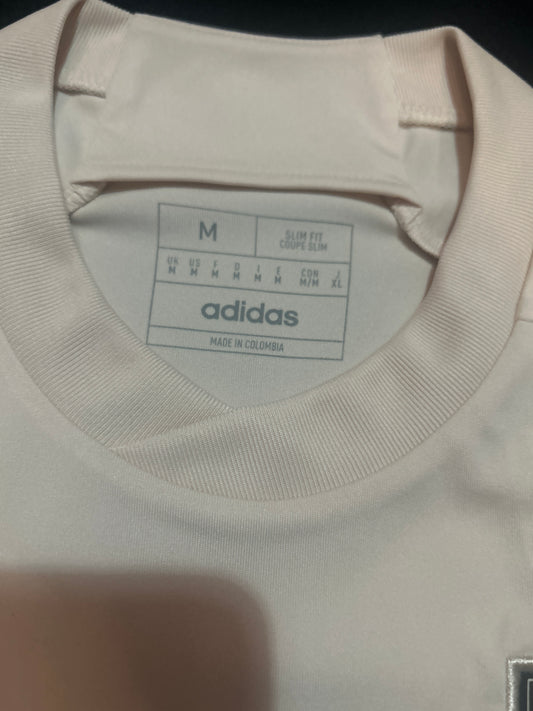 M
SLIM FIT
COUPE SLIM
UK US F D I E CON J
M M M M M M M/M XL
adidas
MADE IN COLOMBIA